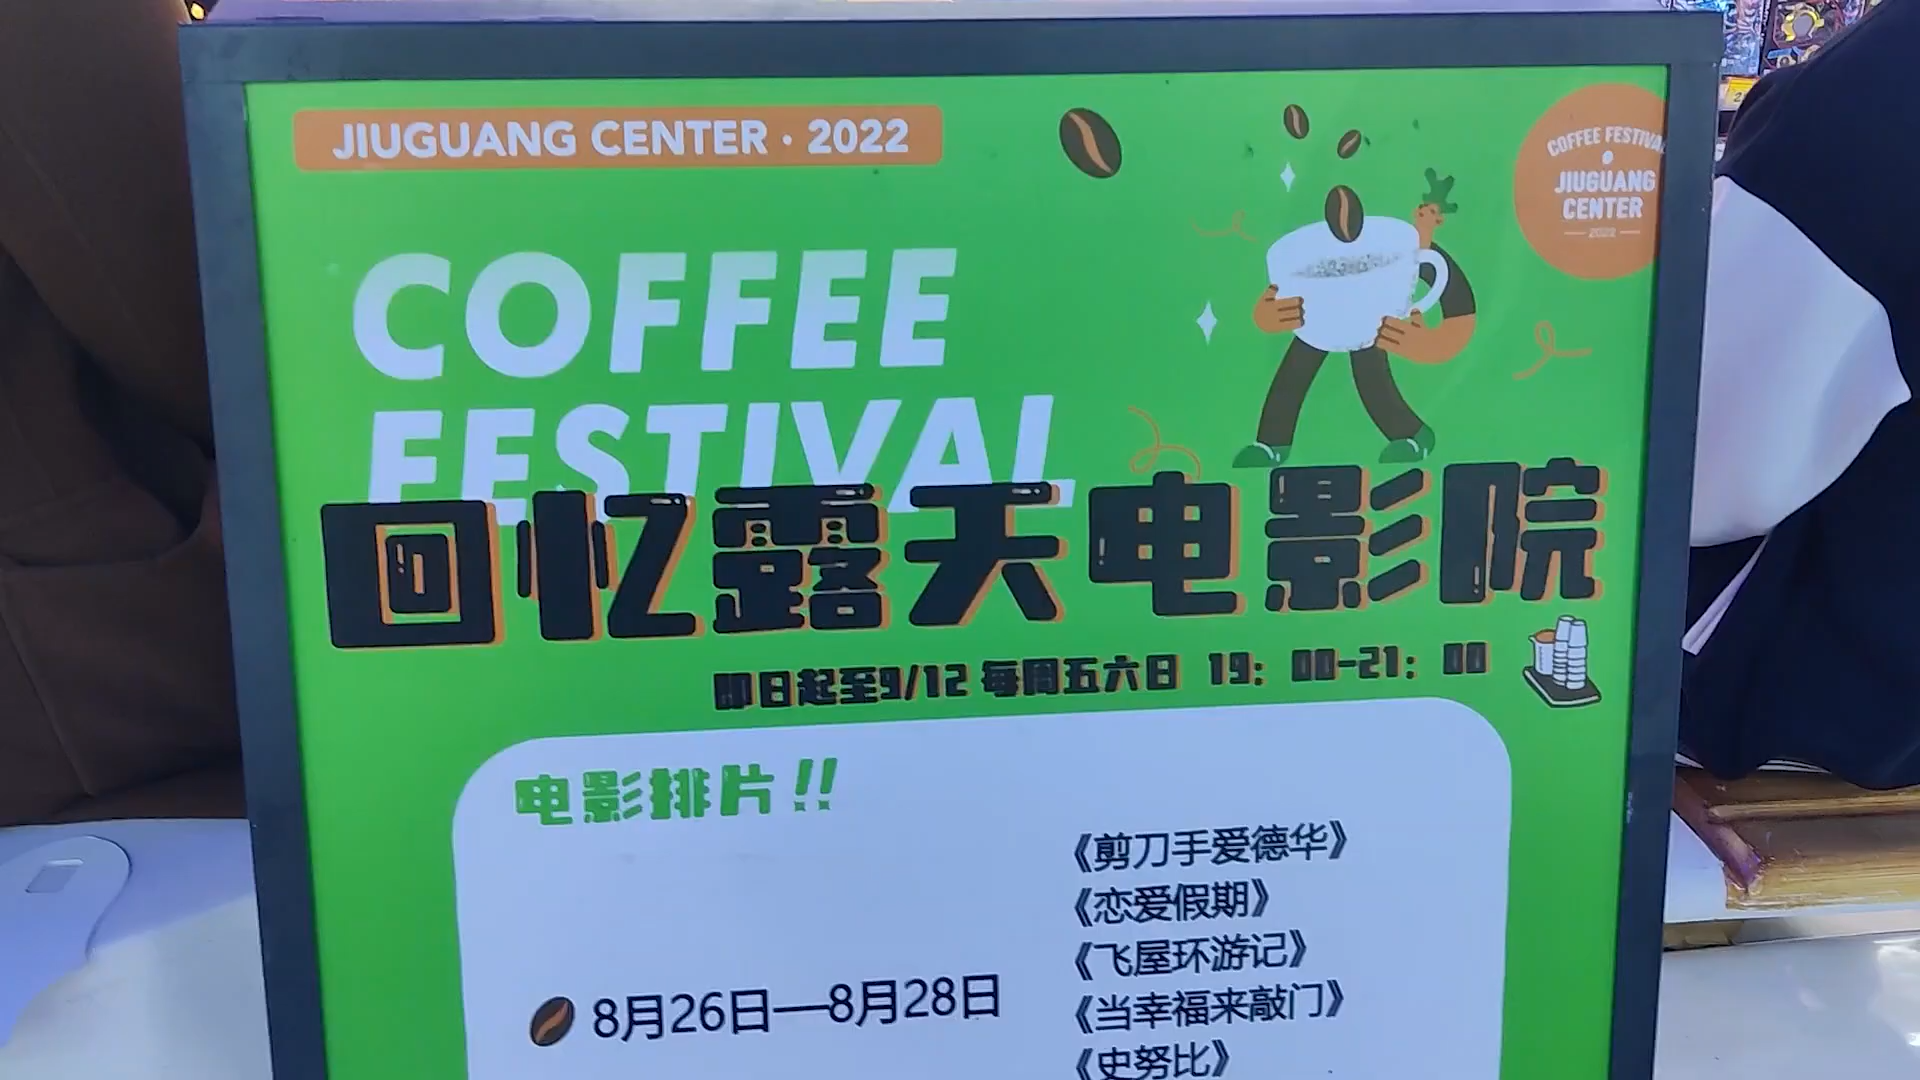 JIUGUANG CENTER · 2022
COFFEE FESTIVAL
JIUGUANG
CENTER
2022
COFFEE
FESTIVAL
回忆露天电影院
即日起至9/12 每周五六日 19：00-21：00
电影排片!!
《剪刀手爱德华》
《恋爱假期》
《飞屋环游记》
8月26日—8月28日
《当幸福来敲门》
《史努比》